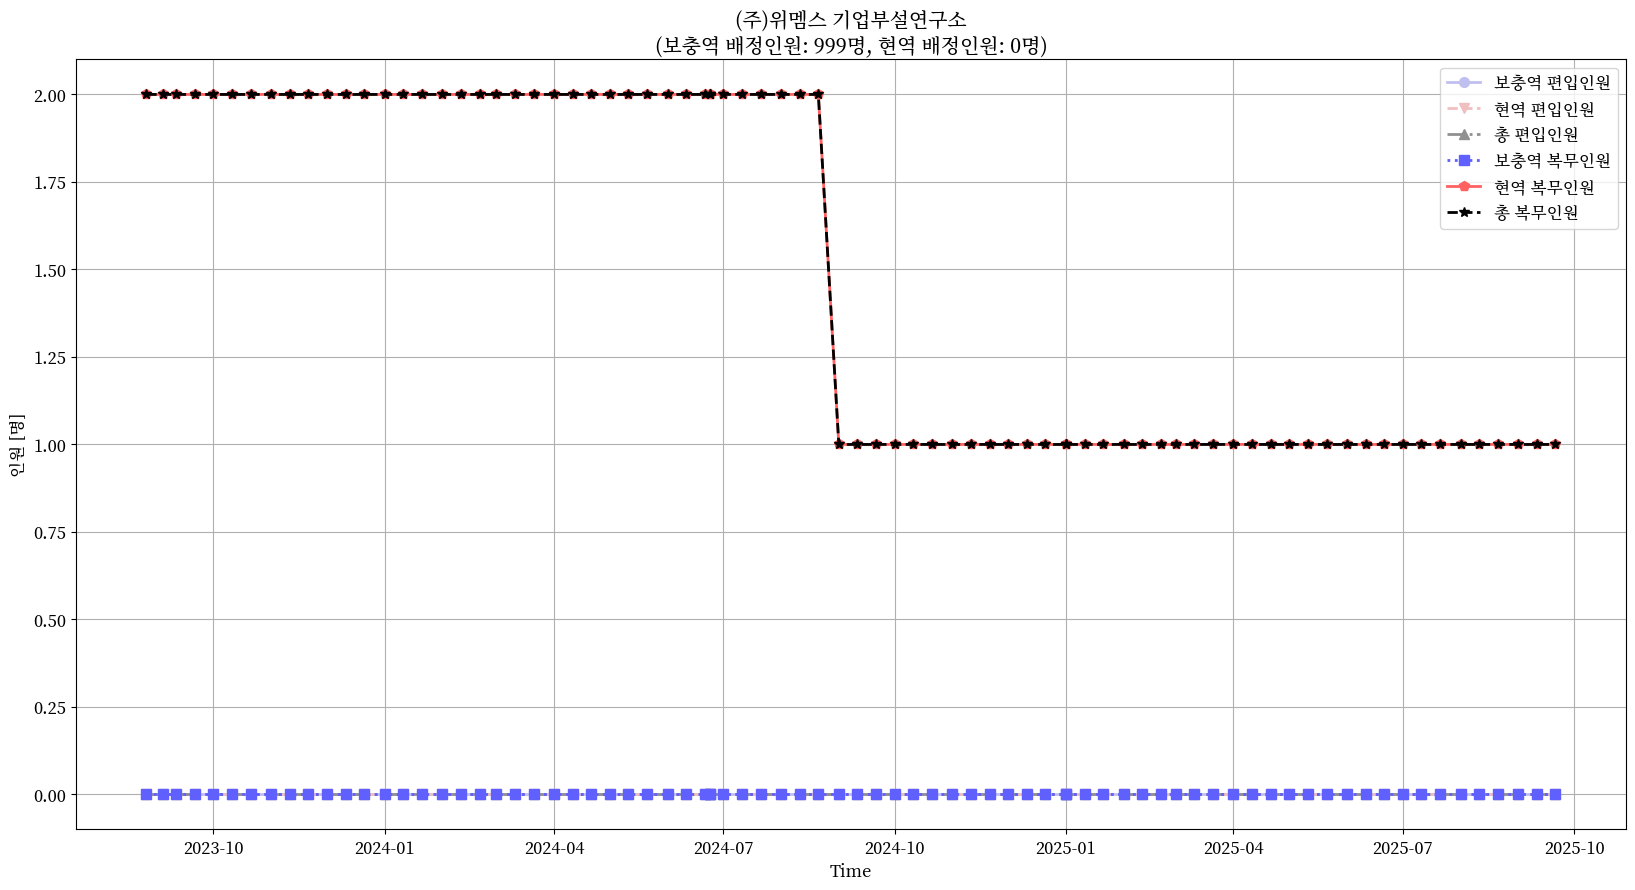 (주)위멤스 기업부설연구소
(보충역 배정인원: 999명, 현역 배정인원: 0명)
보충역 편입인원
현역 편입인원
총 편입인원
보충역 복무인원
현역 복무인원
총 복무인원
인원 [명]
2.00
1.75
1.50
1.25
1.00
0.75
0.50
0.25
0.00
2023-10
2024-01
2024-04
2024-07
2024-10
2025-01
2025-04
2025-07
2025-10
Time